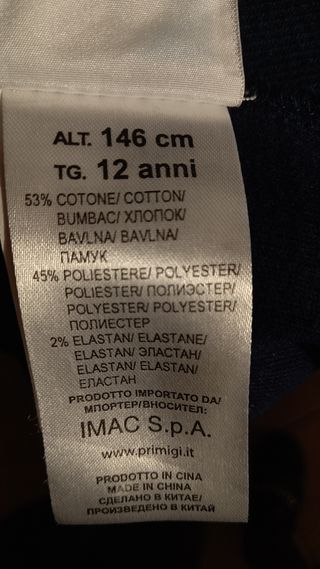 ALT. 146 cm
TG. 12 anni
53% COTONE/ COTTON/
BUMBAC/ ХЛОПОК/
BAVLNA/ BAVLNA/
ПАМУК
45% POLIESTERE/ POLYESTER/
POLIESTER/ ПОЛИЭСТЕР/
POLYESTER/ POLYESTER/
ПОЛИЕСТЕР
2% ELASTAN/ ELASTANE/
ELASTAN/ ЭЛАСТАН/
ELASTAN/ ELASTAN/
ЕЛАСТАН
PRODOTTO IMPORTATO DA/
ΜПОРТЕР/ВНОСИТЕЛ:
IMAC S.p.A.
www.primigi.it
PRODOTTO IN CINA
MADE IN CHINA
СДЕЛАНО В КИТАЕ/
ПРОИЗВЕДЕНО В КИТАЙ